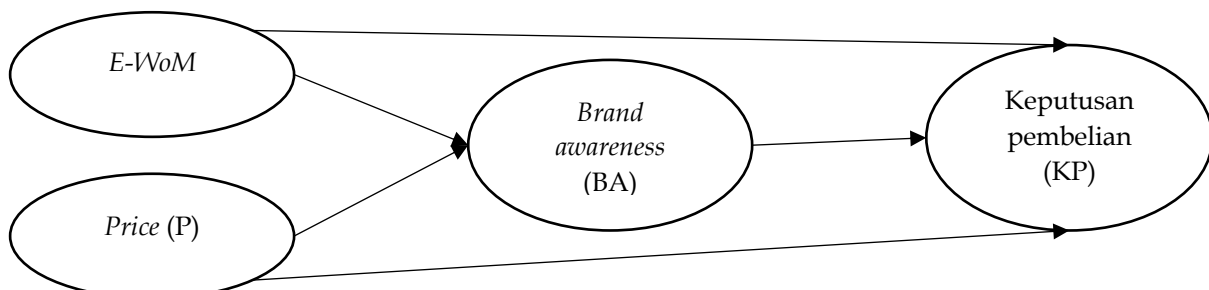 E-WoM
Price (P)
Brand
awareness
(BA)
Keputusan
pembelian
(KP)